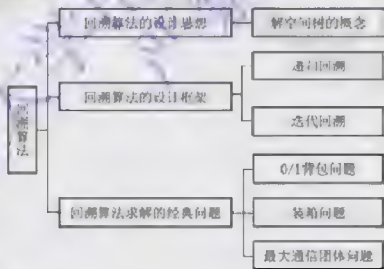 回溯算法
回溯算法的设计思想
解空间树的概念
回溯算法的设计框架
递归回溯
迭代回溯
回溯算法求解的经典问题
0/1背包问题
装箱问题
最大通信团体问题